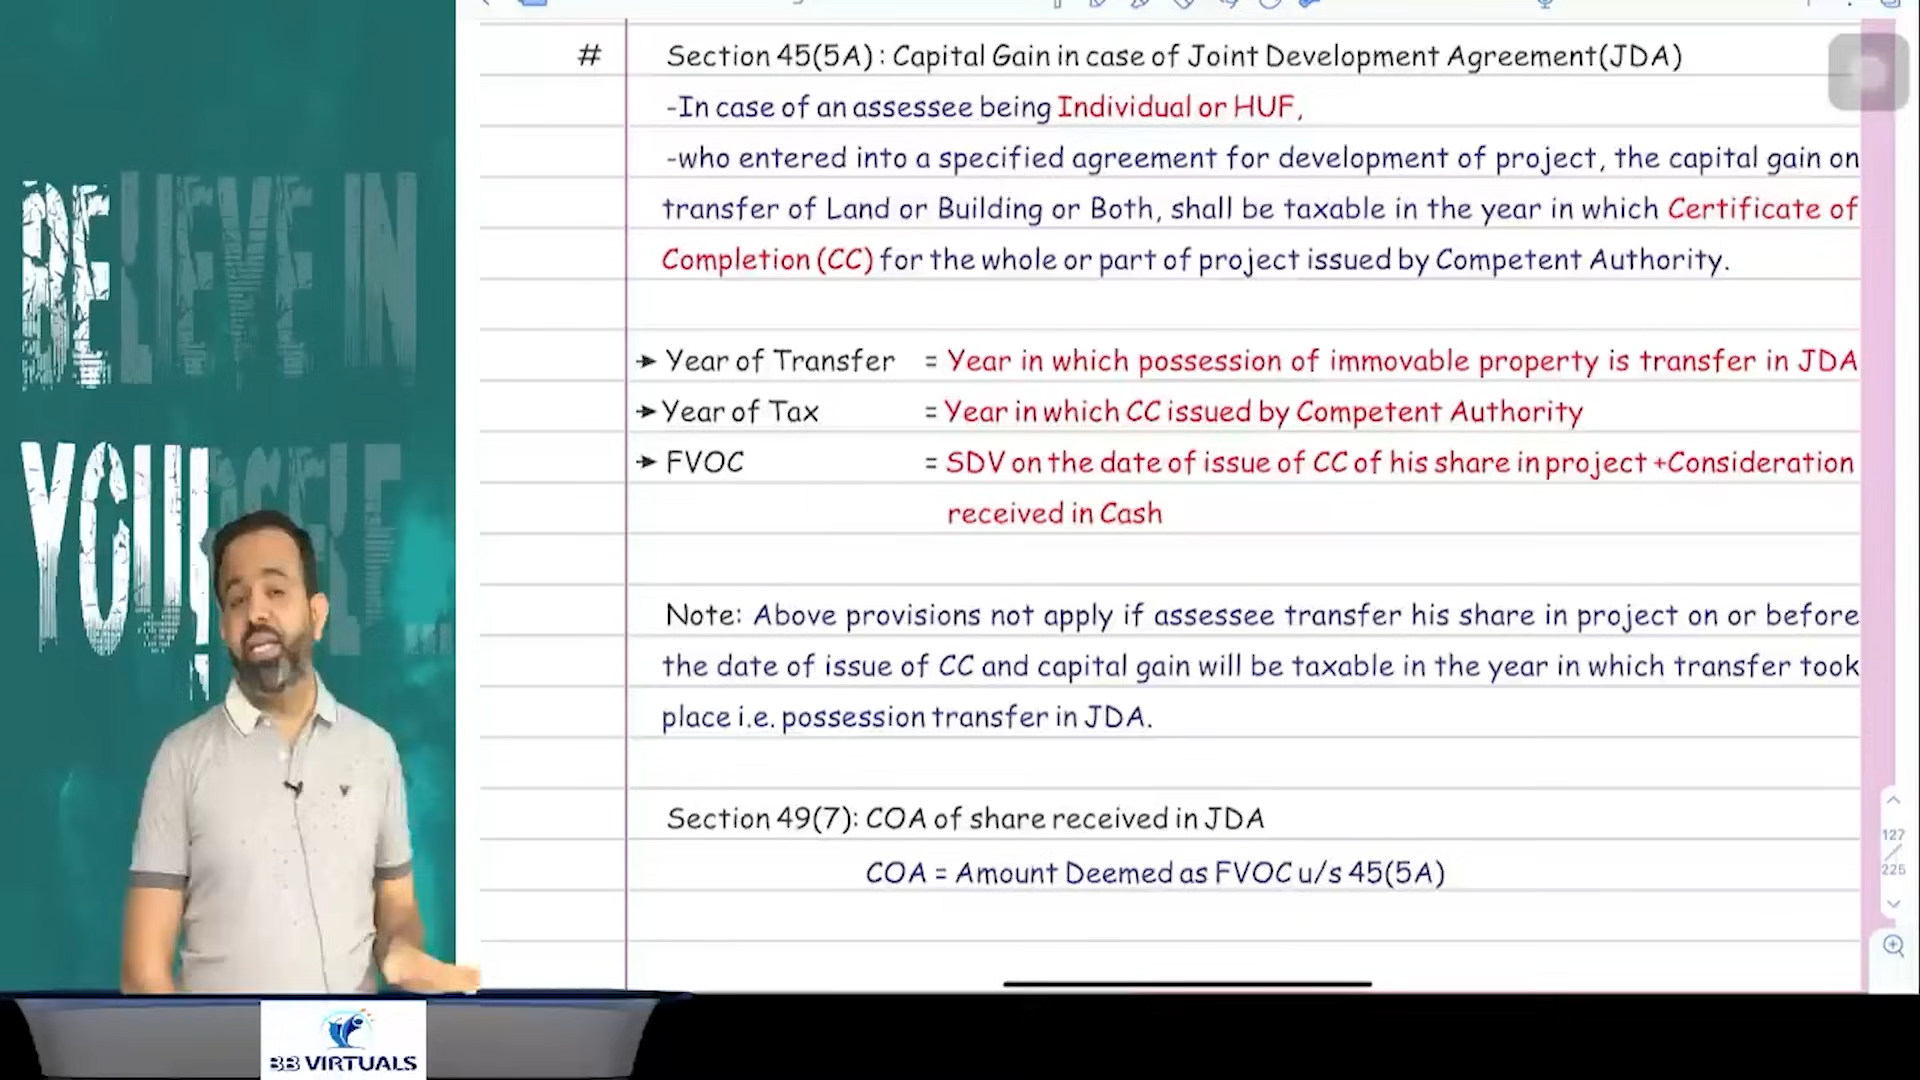 BELIEVE IN
# Section 45(5A) : Capital Gain in case of Joint Development Agreement(JDA)
-In case of an assessee being Individual or HUF,
-who entered into a specified agreement for development of project, the capital gain on
transfer of Land or Building or Both, shall be taxable in the year in which Certificate of
Completion (CC) for the whole or part of project issued by Competent Authority.
→ Year of Transfer = Year in which possession of immovable property is transfer in JDA
→ Year of Tax = Year in which CC issued by Competent Authority
→ FVOC = SDV on the date of issue of CC of his share in project +Consideration
received in Cash
Note: Above provisions not apply if assessee transfer his share in project on or before
the date of issue of CC and capital gain will be taxable in the year in which transfer took
place i.e. possession transfer in JDA.
Section 49(7): COA of share received in JDA
COA = Amount Deemed as FVOC u/s 45(5A)
127
225
BB VIRTUALS